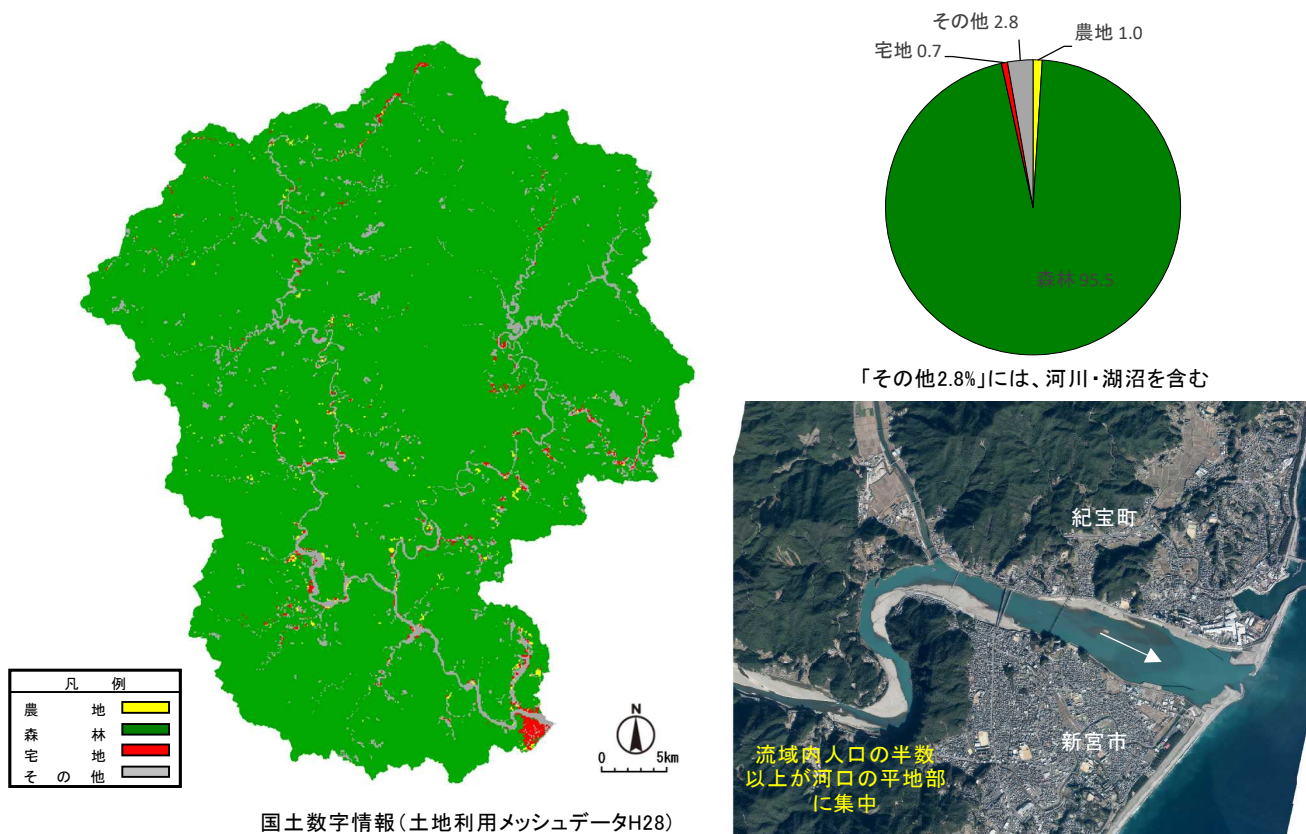 その他 2.8
農地 1.0
宅地 0.7
森林 95.5
「その他2.8%」には、河川・湖沼を含む
凡 例
農 地
森 林
宅 地
そ の 他
N
0 5km
国土数字情報(土地利用メッシュデータH28)
紀宝町
新宮市
流域内人口の半数
以上が河口の平地部
に集中